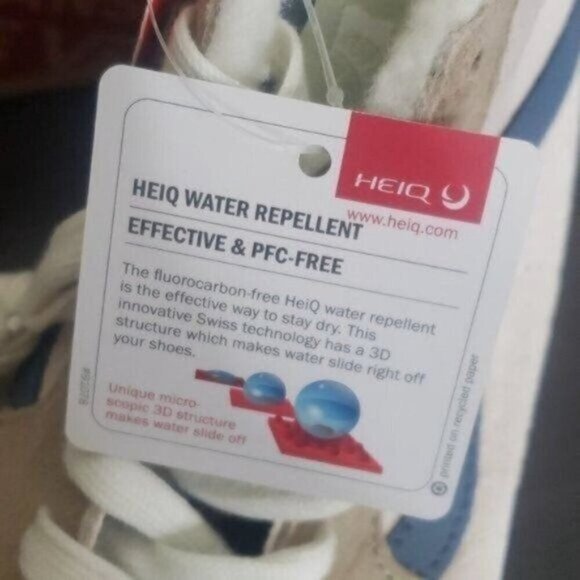 HEIQ
www.heiq.com
HEIQ WATER REPELLENT
EFFECTIVE & PFC-FREE
The fluorocarbon-free HeiQ water repellent
is the effective way to stay dry. This
innovative Swiss technology has a 3D
structure which makes water slide right off
your shoes.
Unique micro-
scopic 3D structure
makes water slide off
printed on recycled paper